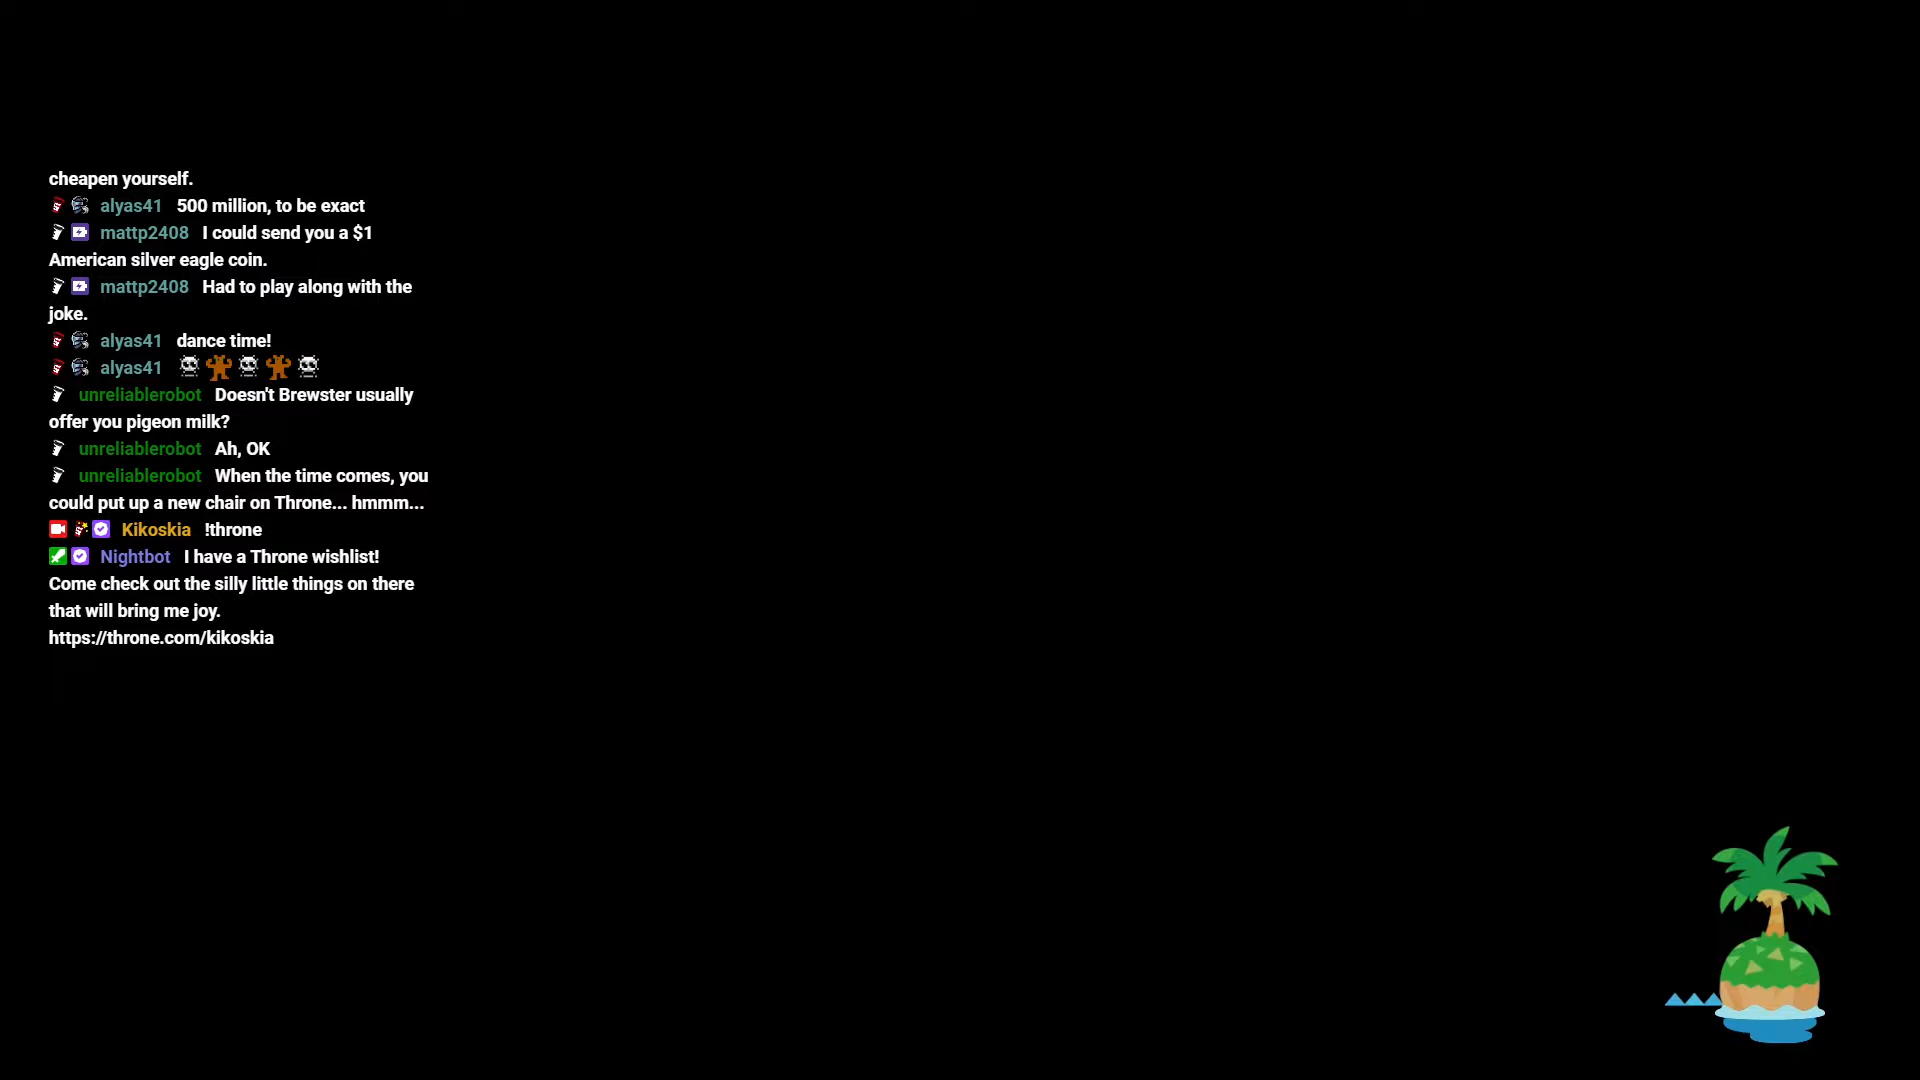 cheapen yourself.
alyas41 500 million, to be exact
mattp2408 I could send you a $1
American silver eagle coin.
mattp2408 Had to play along with the
joke.
alyas41 dance time!
alyas41
unreliablerobot Doesn't Brewster usually
offer you pigeon milk?
unreliablerobot Ah, OK
unreliablerobot When the time comes, you
could put up a new chair on Throne... hmmm...
Kikoskia !throne
Nightbot I have a Throne wishlist!
Come check out the silly little things on there
that will bring me joy.
https://throne.com/kikoskia